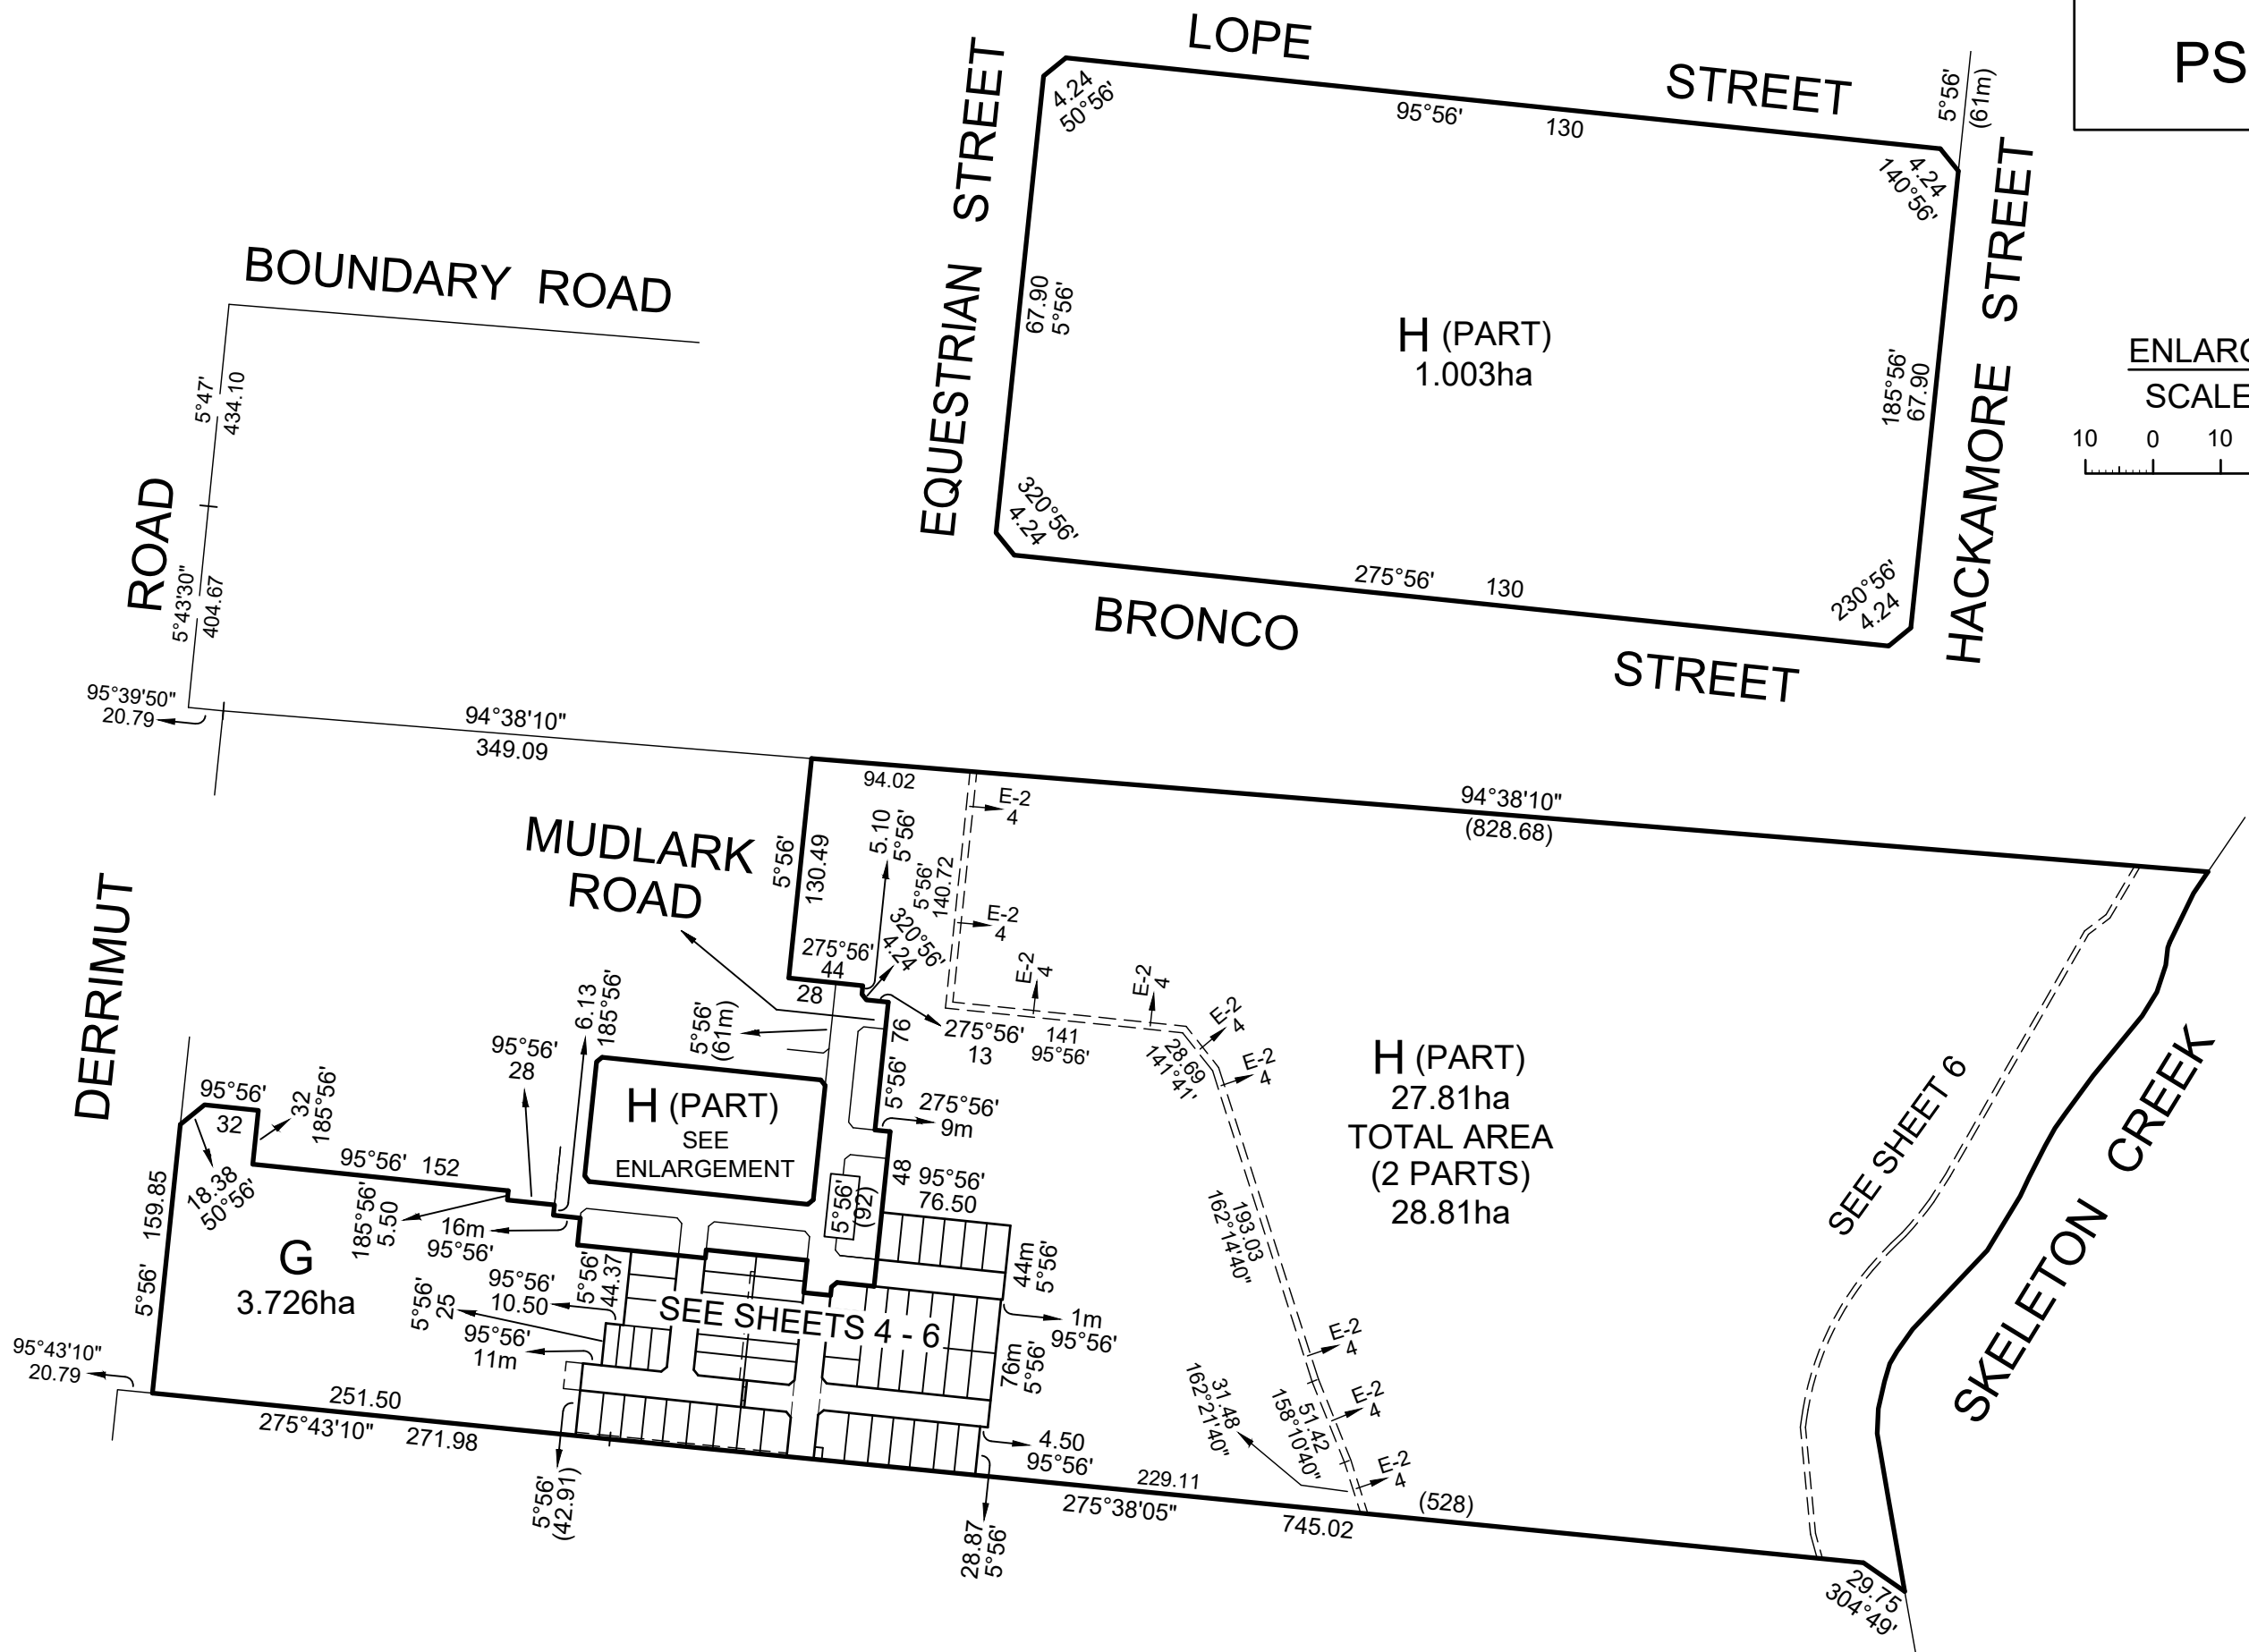 LOPE
STREET
PS
EQUESTRIAN STREET
4.24
50°56'
95°56'
130
5°56'
(61m)
4.24
140°56'
HACKAMORE STREET
67.90
5°56'
H (PART)
1.003ha
185°56'
67.90
320°56'
4.24
275°56'
130
230°56'
4.24
BRONCO
STREET
SCALE
10
0
10
BOUNDARY ROAD
5°47'
434.10
ROAD
5°43'30"
404.67
95°39'50"
20.79
94°38'10"
349.09
94.02
94°38'10"
(828.68)
MUDLARK
ROAD
5°56'
130.49
5.10
5°56'
5°56'
140.72
E-2
4
E-2
4
E-2
4
E-2
4
E-2
4
E-2
4
320°56'
4.24
275°56'
44
28
5°56'
(61m)
275°56'
13
141
95°56'
28.69
141°41'
DERRIMUT
95°56'
28
6.13
185°56'
76
5°56'
275°56'
9m
H (PART)
SEE
ENLARGEMENT
H (PART)
27.81ha
TOTAL AREA
(2 PARTS)
28.81ha
SEE SHEET 6
SKELETON CREEK
95°56'
32
32
185°56'
18.38
50°56'
95°56' 152
185°56'
5.50
16m
95°56'
5°56'
(92)
48
95°56'
76.50
193.03
162°14'40"
5°56'
159.85
G
3.726ha
5°56'
44.37
95°56'
10.50
5°56'
25
95°56'
11m
SEE SHEETS 4 - 6
44m
5°56'
1m
95°56'
76m
5°56'
E-2
4
E-2
4
E-2
4
31.48
162°21'40"
51.42
158°10'40"
95°43'10"
20.79
251.50
275°43'10" 271.98
5°56'
(42.91)
4.50
95°56'
28.87
5°56'
229.11
275°38'05"
745.02
(528)
29.75
304°49'